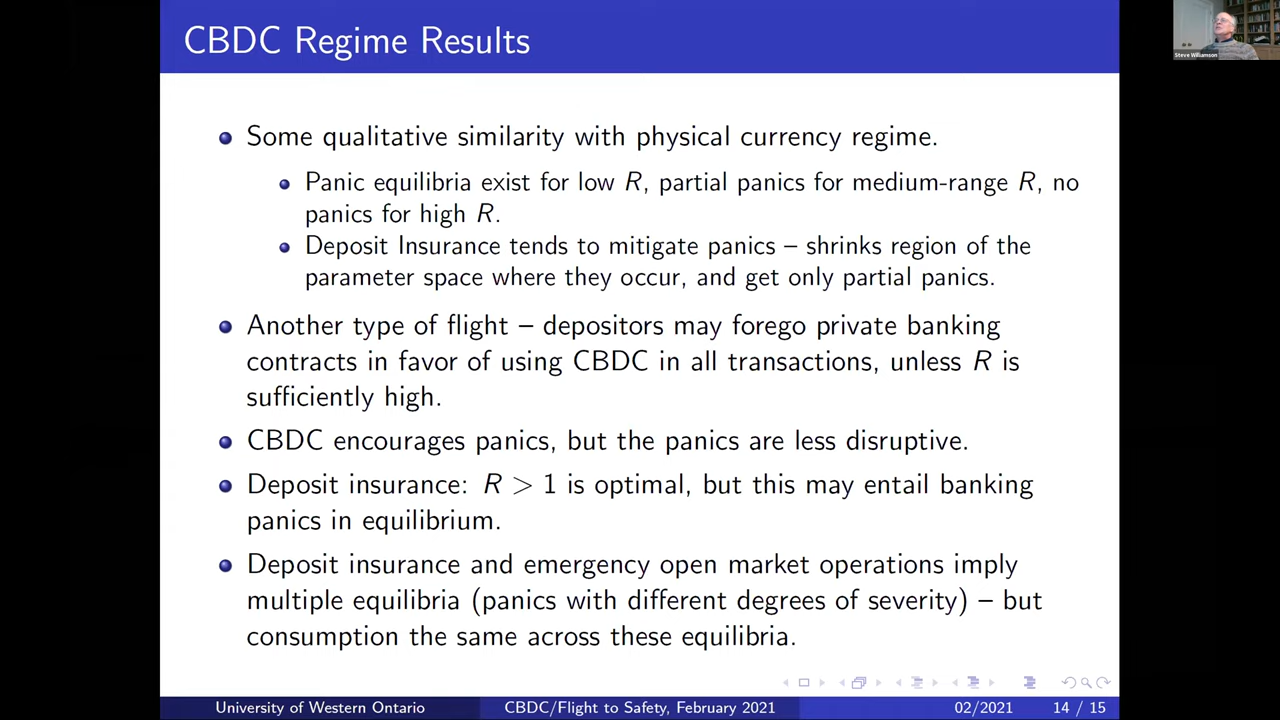 CBDC Regime Results
Steve Williamson
Some qualitative similarity with physical currency regime.
Panic equilibria exist for low R, partial panics for medium-range R, no
panics for high R.
Deposit Insurance tends to mitigate panics – shrinks region of the
parameter space where they occur, and get only partial panics.
Another type of flight – depositors may forego private banking
contracts in favor of using CBDC in all transactions, unless R is
sufficiently high.
CBDC encourages panics, but the panics are less disruptive.
Deposit insurance: R > 1 is optimal, but this may entail banking
panics in equilibrium.
Deposit insurance and emergency open market operations imply
multiple equilibria (panics with different degrees of severity) – but
consumption the same across these equilibria.
University of Western Ontario
CBDC/Flight to Safety, February 2021
02/2021
14 / 15